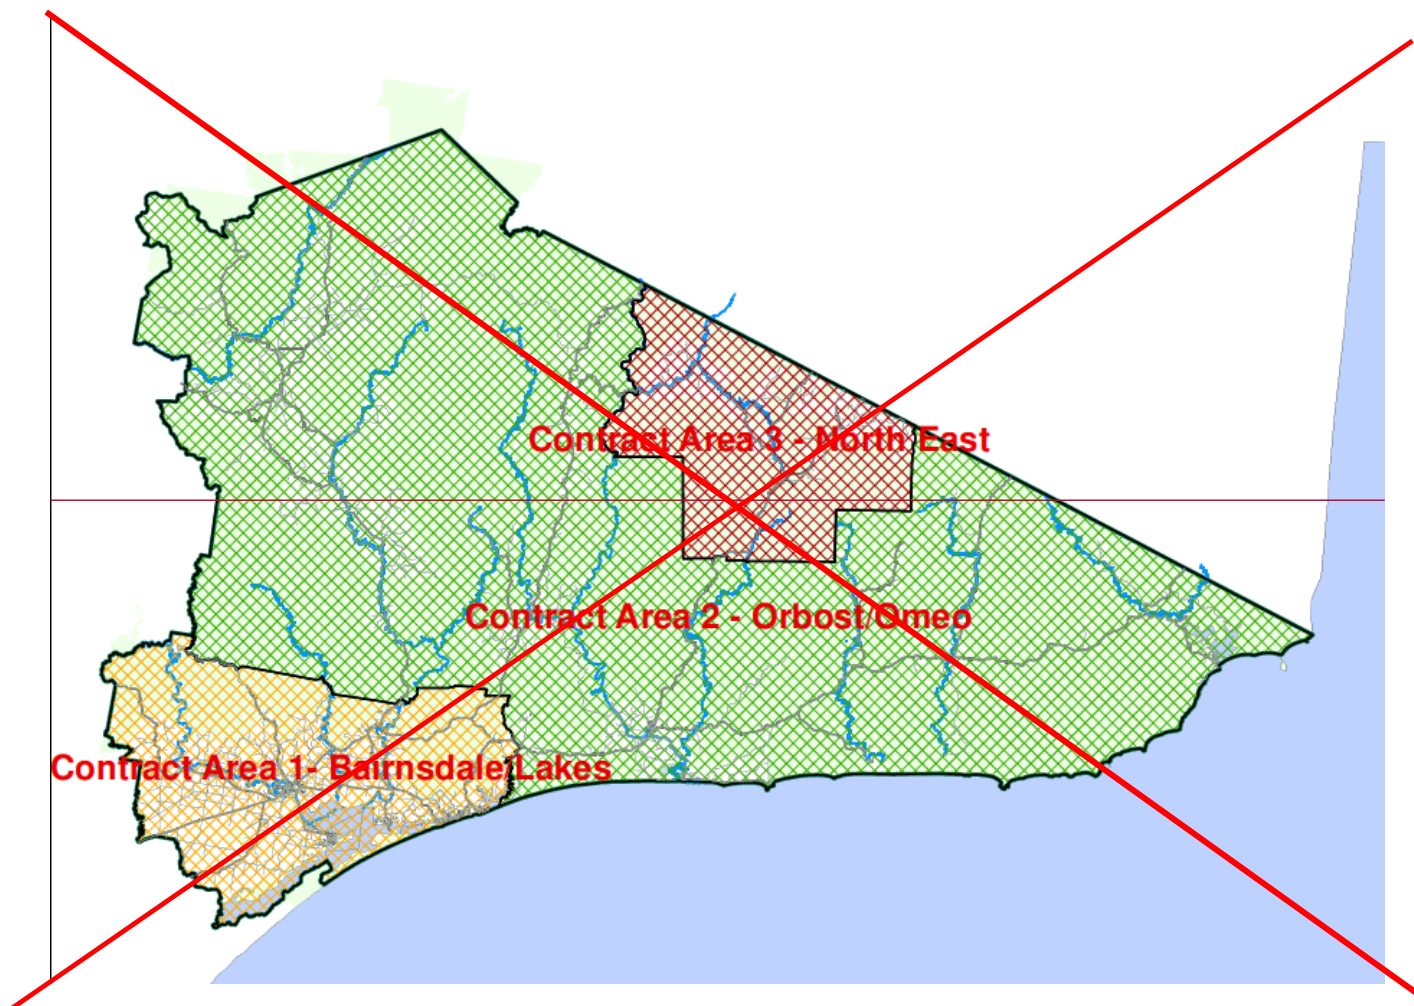 Contract Area 3 - North East
Contract Area 2 - Orbost/Omeo
Contract Area 1- Bairnsdale/Lakes